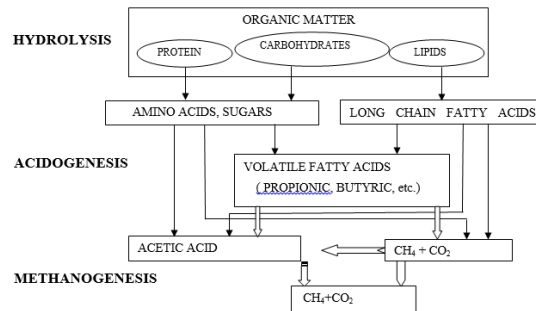 ORGANIC MATTER
HYDROLYSIS
PROTEIN
CARBOHYDRATES
LIPIDS
AMINO ACIDS, SUGARS
LONG CHAIN FATTY ACIDS
ACIDOGENESIS
VOLATILE FATTY ACIDS
( PROPIONIC, BUTYRIC, etc.)
ACETIC ACID
CH₄ + CO₂
METHANOGENESIS
CH₄+CO₂